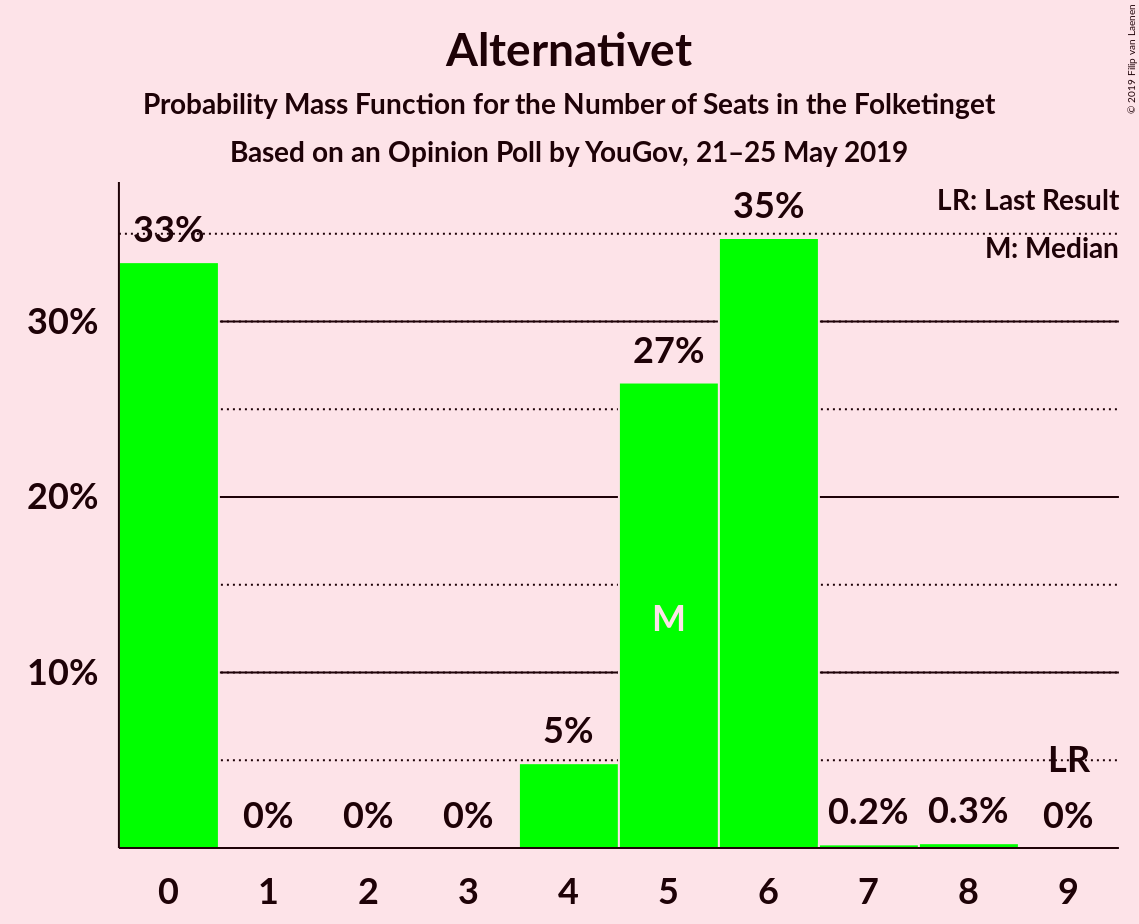 Alternativet
Probability Mass Function for the Number of Seats in the Folketinget
Based on an Opinion Poll by YouGov, 21–25 May 2019
© 2019 Filip van Laenen
LR: Last Result
M: Median
33%
35%
30%
27%
20%
M
10%
5%
LR
0%
0%
0%
0.2%
0.3%
0%
0
1
2
3
4
5
6
7
8
9